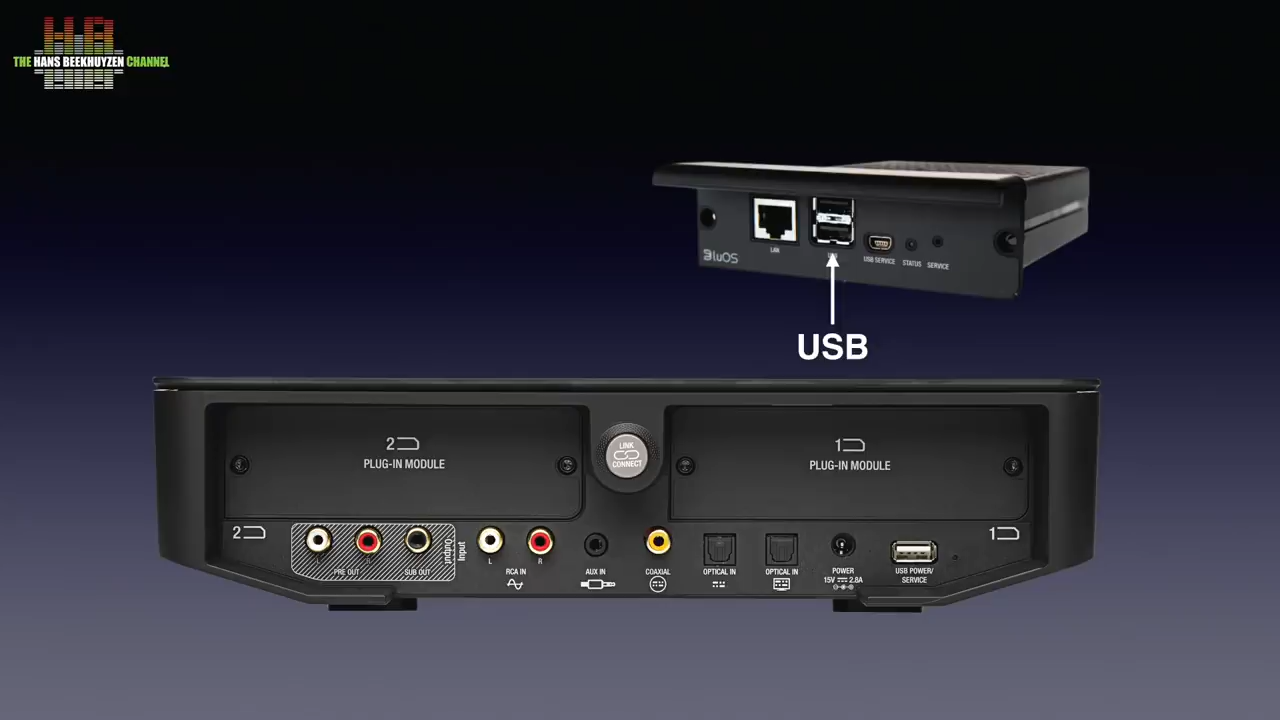 THE HANS BEEKHUYZEN CHANNEL
BluOS
LAN
USB SERVICE
STATUS
SERVICE
USB
2
PLUG-IN MODULE
LINK
CONNECT
1
PLUG-IN MODULE
2
PRE OUT
SUB OUT
Output
Input
L
R
RCA IN
AUX IN
COAXIAL
OPTICAL IN
OPTICAL IN
POWER
15V 2.8A
USB POWER/
SERVICE
1